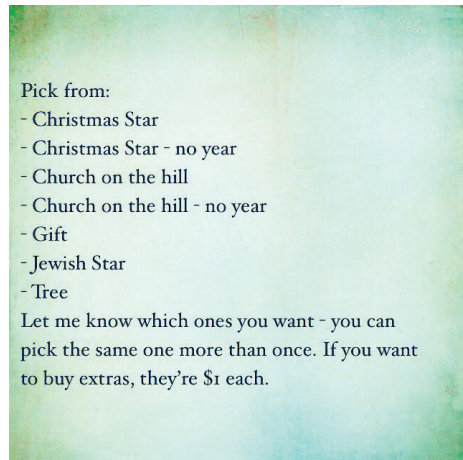 Pick from:
- Christmas Star
- Christmas Star - no year
- Church on the hill
- Church on the hill - no year
- Gift
- Jewish Star
- Tree
Let me know which ones you want - you can
pick the same one more than once. If you want
to buy extras, they're $1 each.